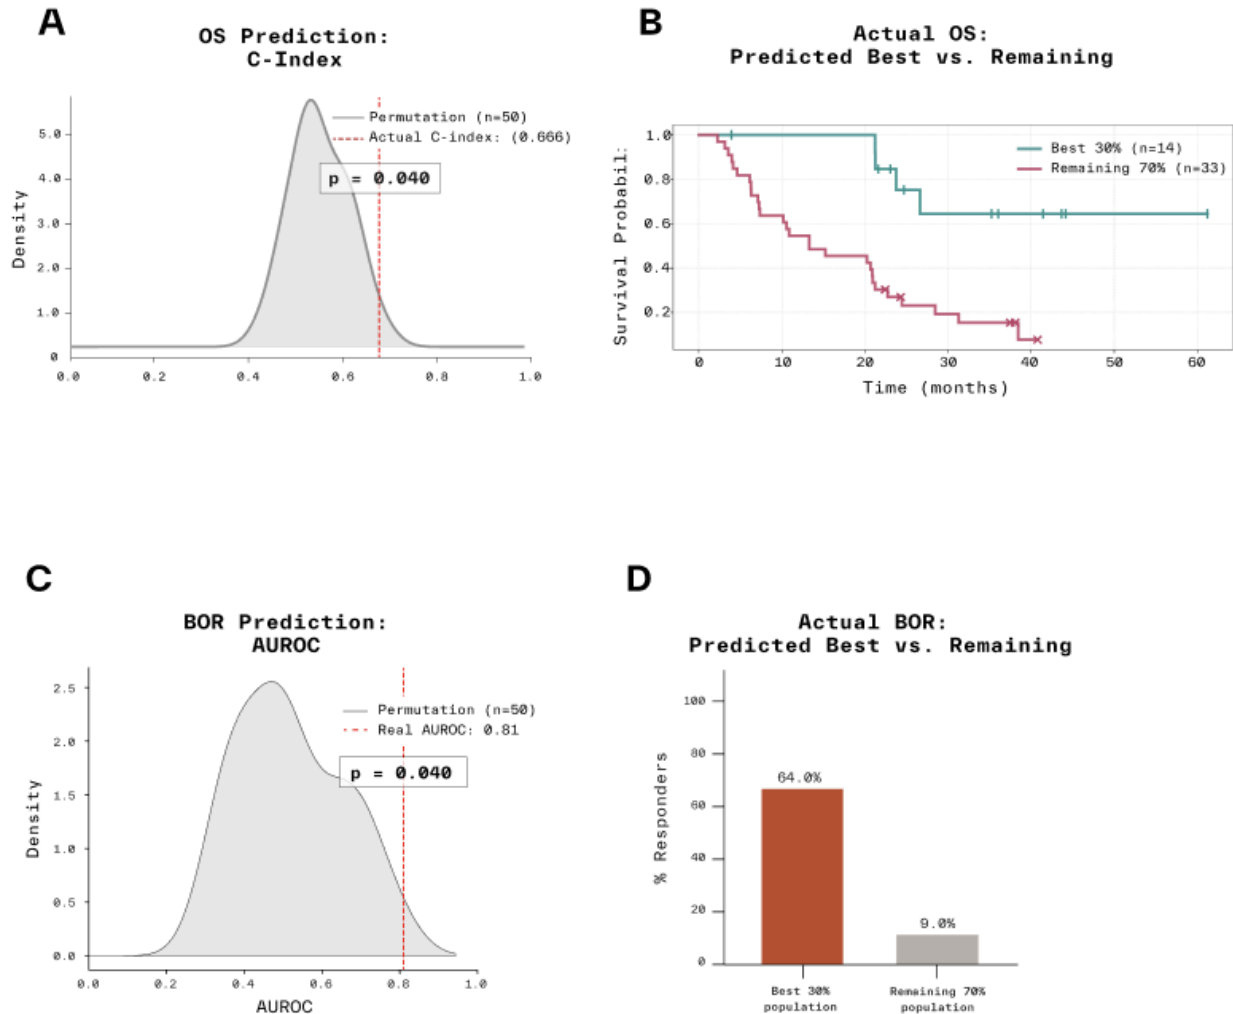 A
OS Prediction:
C-Index
Permutation (n=50)
Actual C-index: (0.666)
p = 0.040
Density
5.0
4.0
3.0
2.0
1.0
0
0.0 0.2 0.4 0.6 0.8 1.0
B
Actual OS:
Predicted Best vs. Remaining
Best 30% (n=14)
Remaining 70% (n=33)
Survival Probabil:
1.0
0.8
0.6
0.4
0.2
0 10 20 30 40 50 60
Time (months)
C
BOR Prediction:
AUROC
Permutation (n=50)
Real AUROC: 0.81
p = 0.040
Density
2.5
2.0
1.5
1.0
0.5
0.0
0.0 0.2 0.4 0.6 0.8 1.0
AUROC
D
Actual BOR:
Predicted Best vs. Remaining
% Responders
100
80
60
40
20
0
64.0%
9.0%
Best 30%
population
Remaining 70%
population